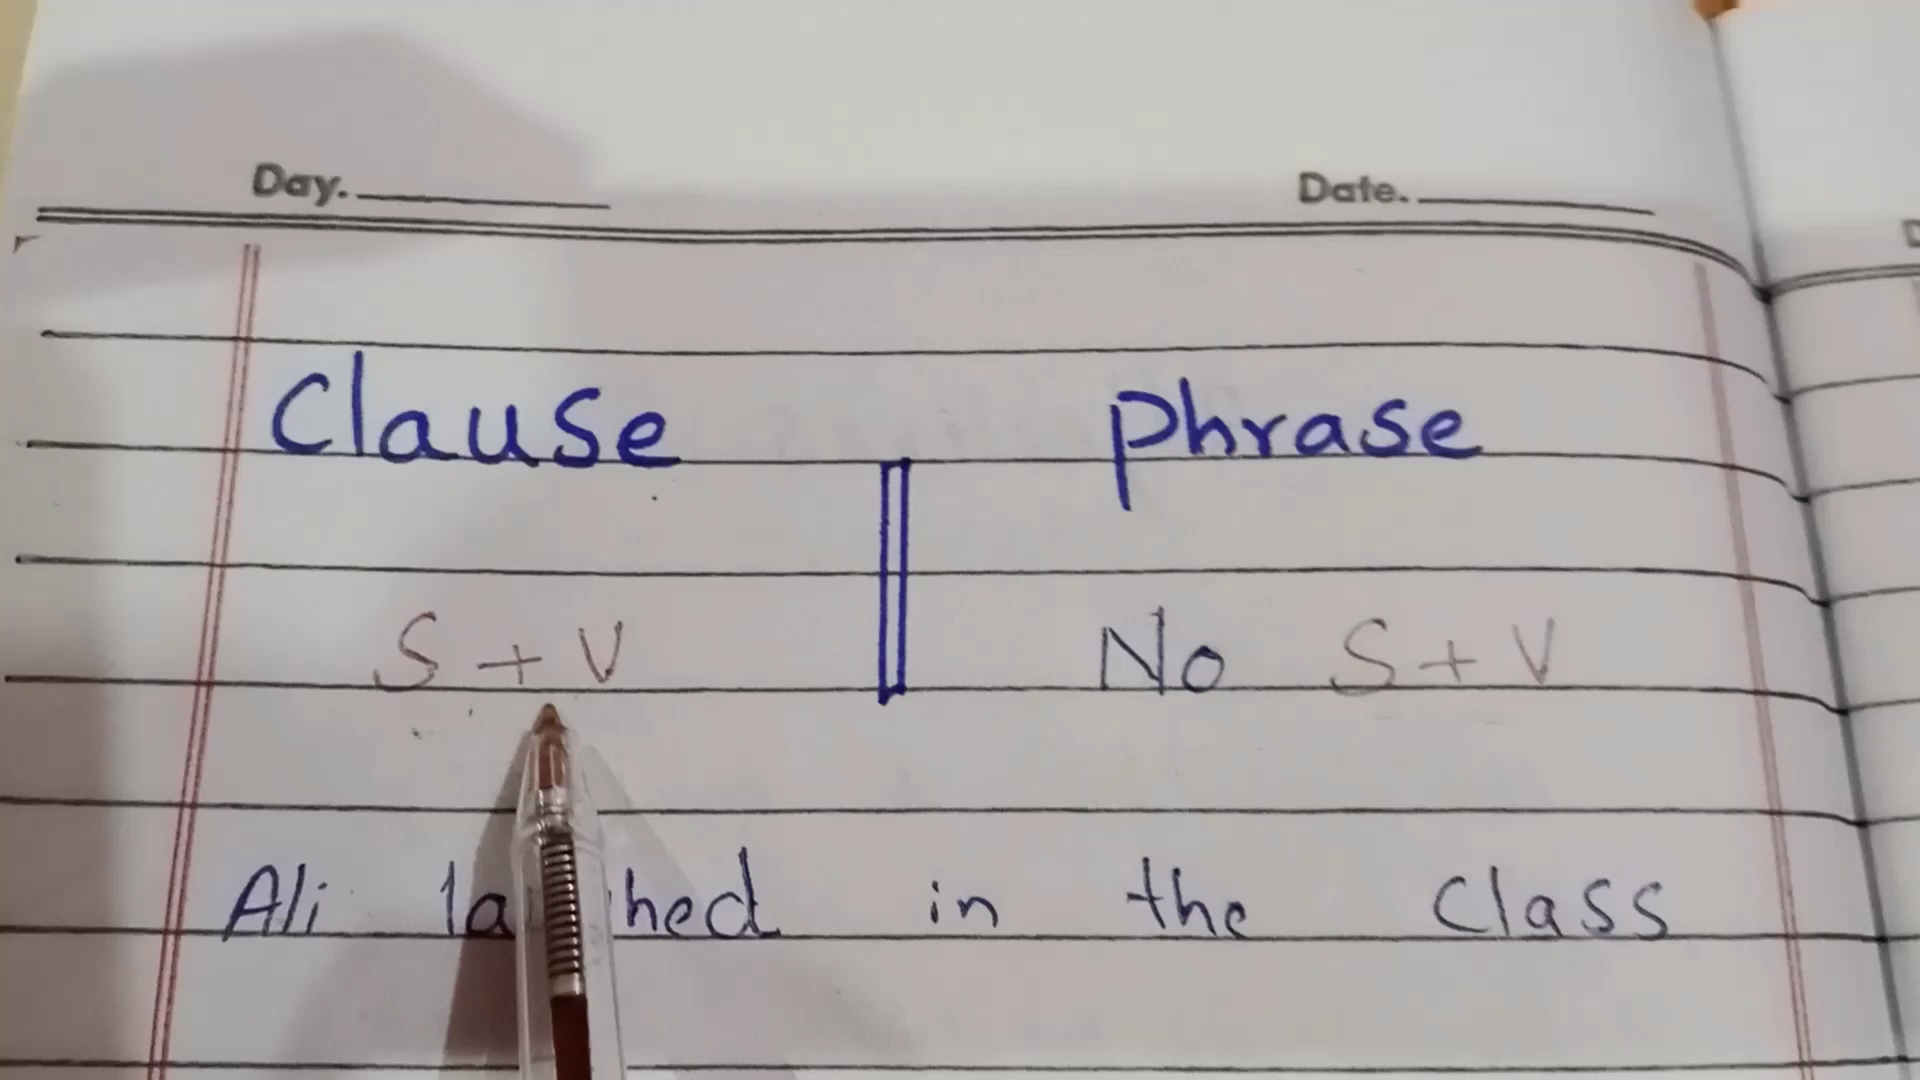 Day. Date.
Clause Phrase
S + V No S + V
Ali in the Class